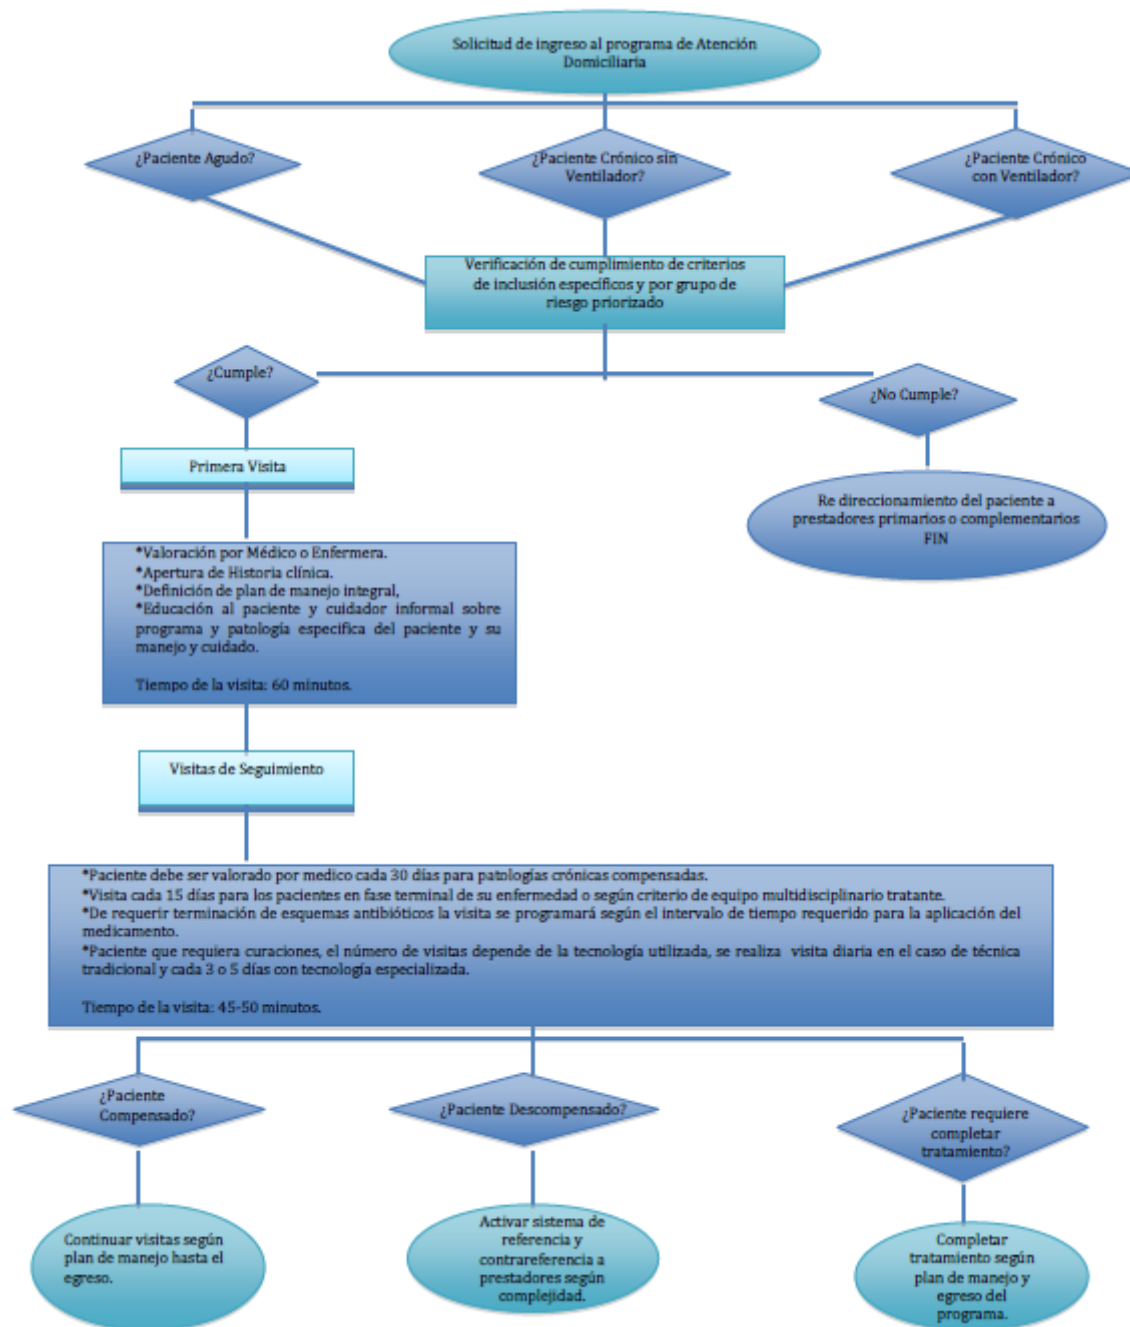 Solicitud de ingreso al programa de Atención
Domiciliaria
¿Paciente Agudo?
¿Paciente Crónico sin
Ventilador?
¿Paciente Crónico
con Ventilador?
Verificación de cumplimiento de criterios
de inclusión específicos y por grupo de
riesgo priorizado
¿Cumple?
¿No Cumple?
Primera Visita
Re direccionamiento del paciente a
prestadores primarios o complementarios
FIN
*Valoración por Médico o Enfermera.
*Apertura de Historia clínica.
*Definición de plan de manejo integral,
*Educación al paciente y cuidador informal sobre
programa y patología especifica del paciente y su
manejo y cuidado.
Tiempo de la visita: 60 minutos.
Visitas de Seguimiento
*Paciente debe ser valorado por medico cada 30 días para patologías crónicas compensadas.
*Visita cada 15 días para los pacientes en fase terminal de su enfermedad o según criterio de equipo multidisciplinario tratante.
*De requerir terminación de esquemas antibióticos la visita se programará según el intervalo de tiempo requerido para la aplicación del
medicamento.
*Paciente que requiera curaciones, el número de visitas depende de la tecnología utilizada, se realiza visita diaria en el caso de técnica
tradicional y cada 3 o 5 días con tecnología especializada.
Tiempo de la visita: 45-50 minutos.
¿Paciente
Compensado?
¿Paciente Descompensado?
¿Paciente requiere
completar
tratamiento?
Continuar visitas según
plan de manejo hasta el
egreso.
Activar sistema de
referencia y
contrareferencia a
prestadores según
complejidad.
Completar
tratamiento según
plan de manejo y
egreso del
programa.